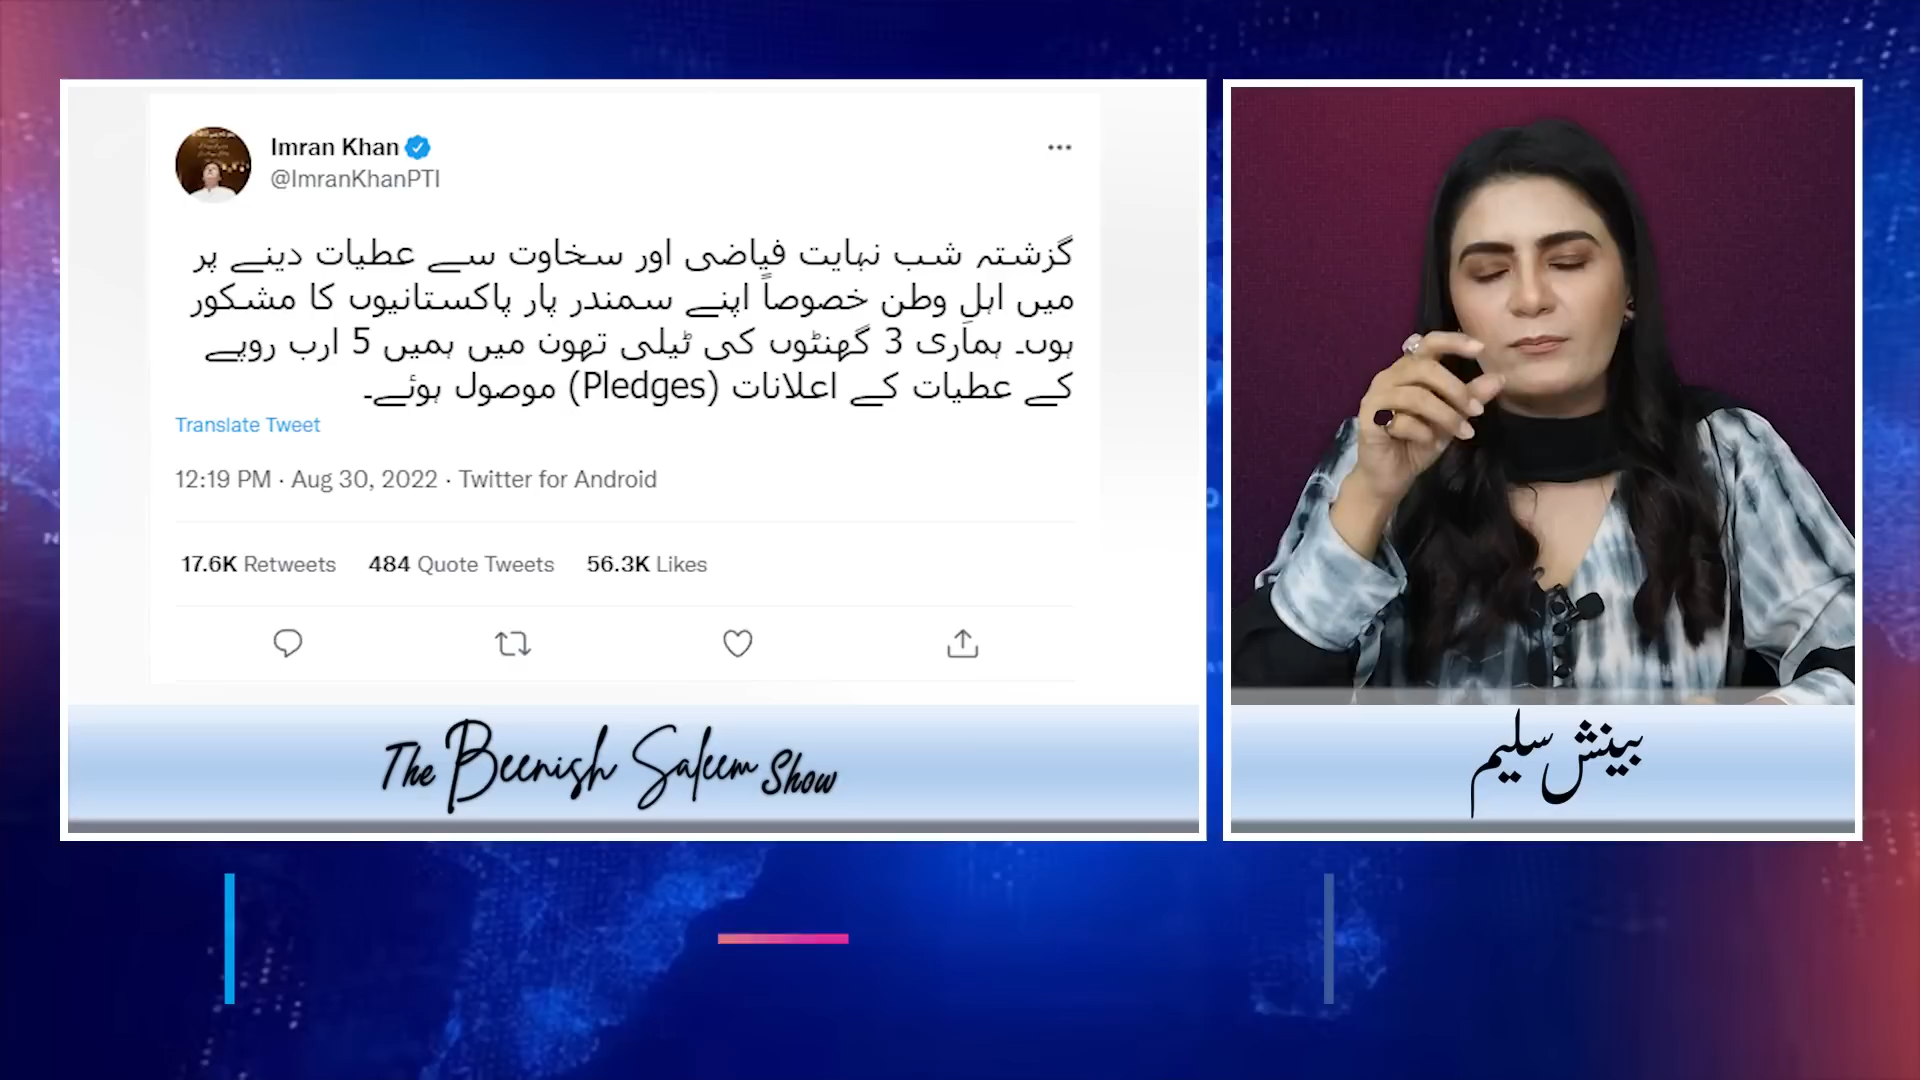 Imran Khan
@ImranKhanPTI
گزشتہ شب نہایت فیاضی اور سخاوت سے عطیات دینے پر
میں اہلِ وطن خصوصاً اپنے سمندر پار پاکستانیوں کا مشکور
ہوں۔ ہماری 3 گھنٹوں کی ٹیلی تھون میں ہمیں 5 ارب روپے
کے عطیات کے اعلانات (Pledges) موصول ہوئے۔
Translate Tweet
12:19 PM · Aug 30, 2022 · Twitter for Android
17.6K Retweets 484 Quote Tweets 56.3K Likes
The Beenish Saleem Show
بینش سلیم